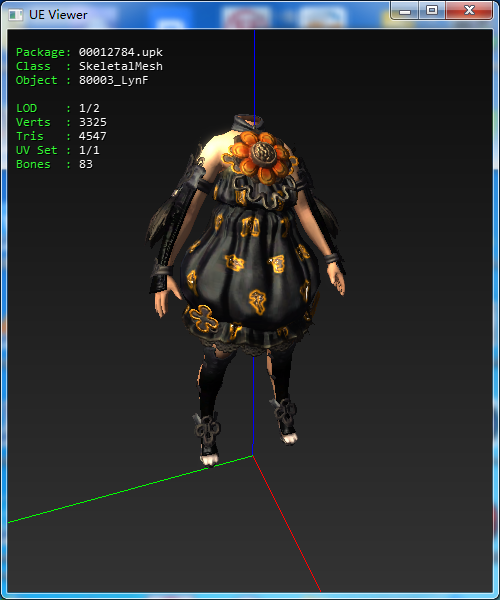 UE Viewer
Package: 00012784.upk
Class : SkeletalMesh
Object : 80003_LynF
LOD : 1/2
Verts : 3325
Tris : 4547
UV Set : 1/1
Bones : 83